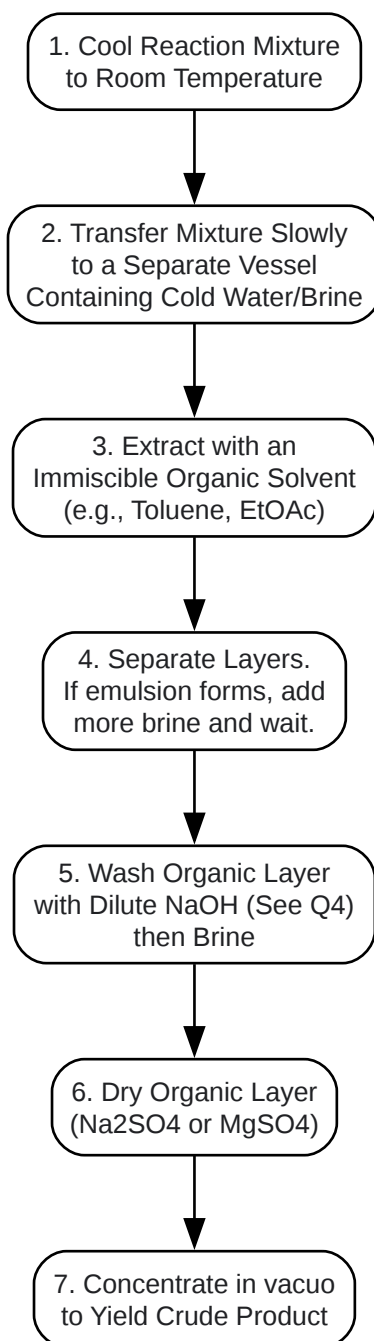 1. Cool Reaction Mixture
to Room Temperature
2. Transfer Mixture Slowly
to a Separate Vessel
Containing Cold Water/Brine
3. Extract with an
Immiscible Organic Solvent
(e.g., Toluene, EtOAc)
4. Separate Layers.
If emulsion forms, add
more brine and wait.
5. Wash Organic Layer
with Dilute NaOH (See Q4)
then Brine
6. Dry Organic Layer
(Na2SO4 or MgSO4)
7. Concentrate in vacuo
to Yield Crude Product